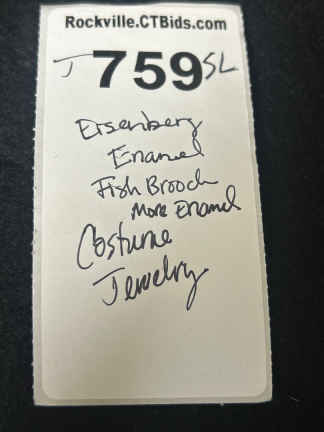 Rockville.CTBids.com
J 759 SL
Eisenberg
Enamel
Fish Brooch
More Enamel
Costume
Jewelry